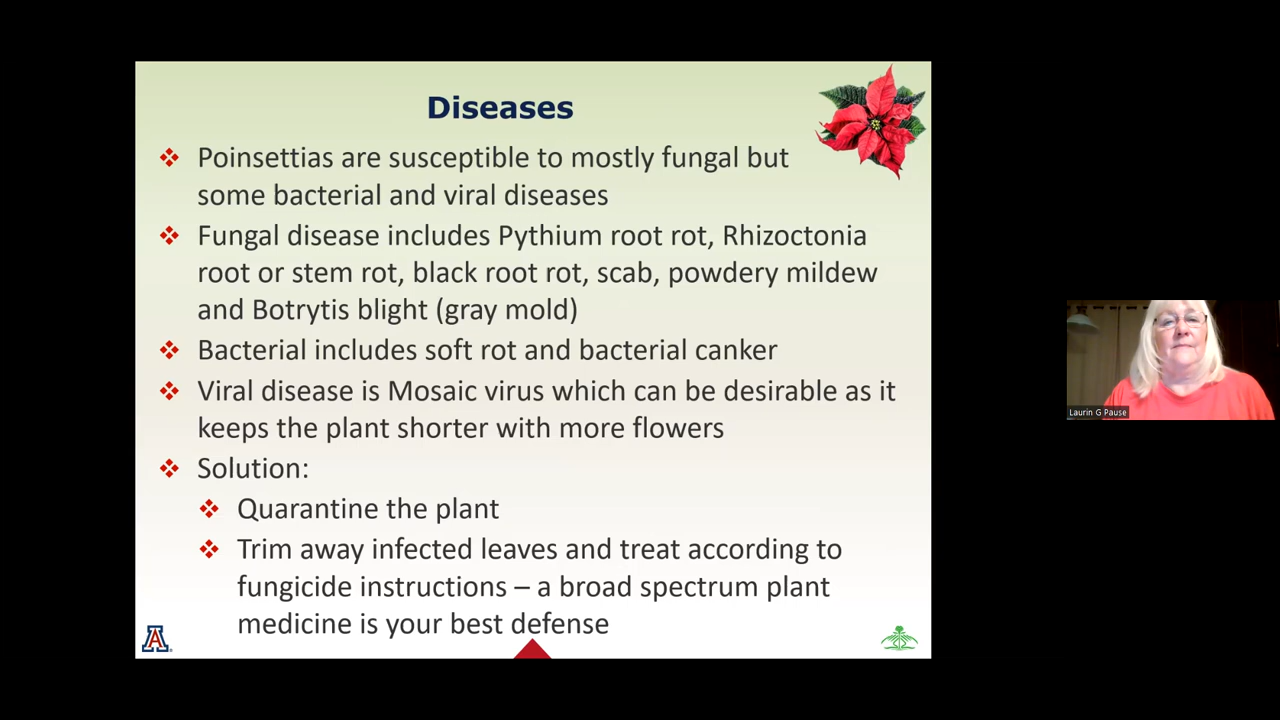 Diseases
❖ Poinsettias are susceptible to mostly fungal but
some bacterial and viral diseases
❖ Fungal disease includes Pythium root rot, Rhizoctonia
root or stem rot, black root rot, scab, powdery mildew
and Botrytis blight (gray mold)
❖ Bacterial includes soft rot and bacterial canker
❖ Viral disease is Mosaic virus which can be desirable as it
keeps the plant shorter with more flowers
❖ Solution:
❖ Quarantine the plant
❖ Trim away infected leaves and treat according to
fungicide instructions – a broad spectrum plant
medicine is your best defense
A
Laurin G Pause